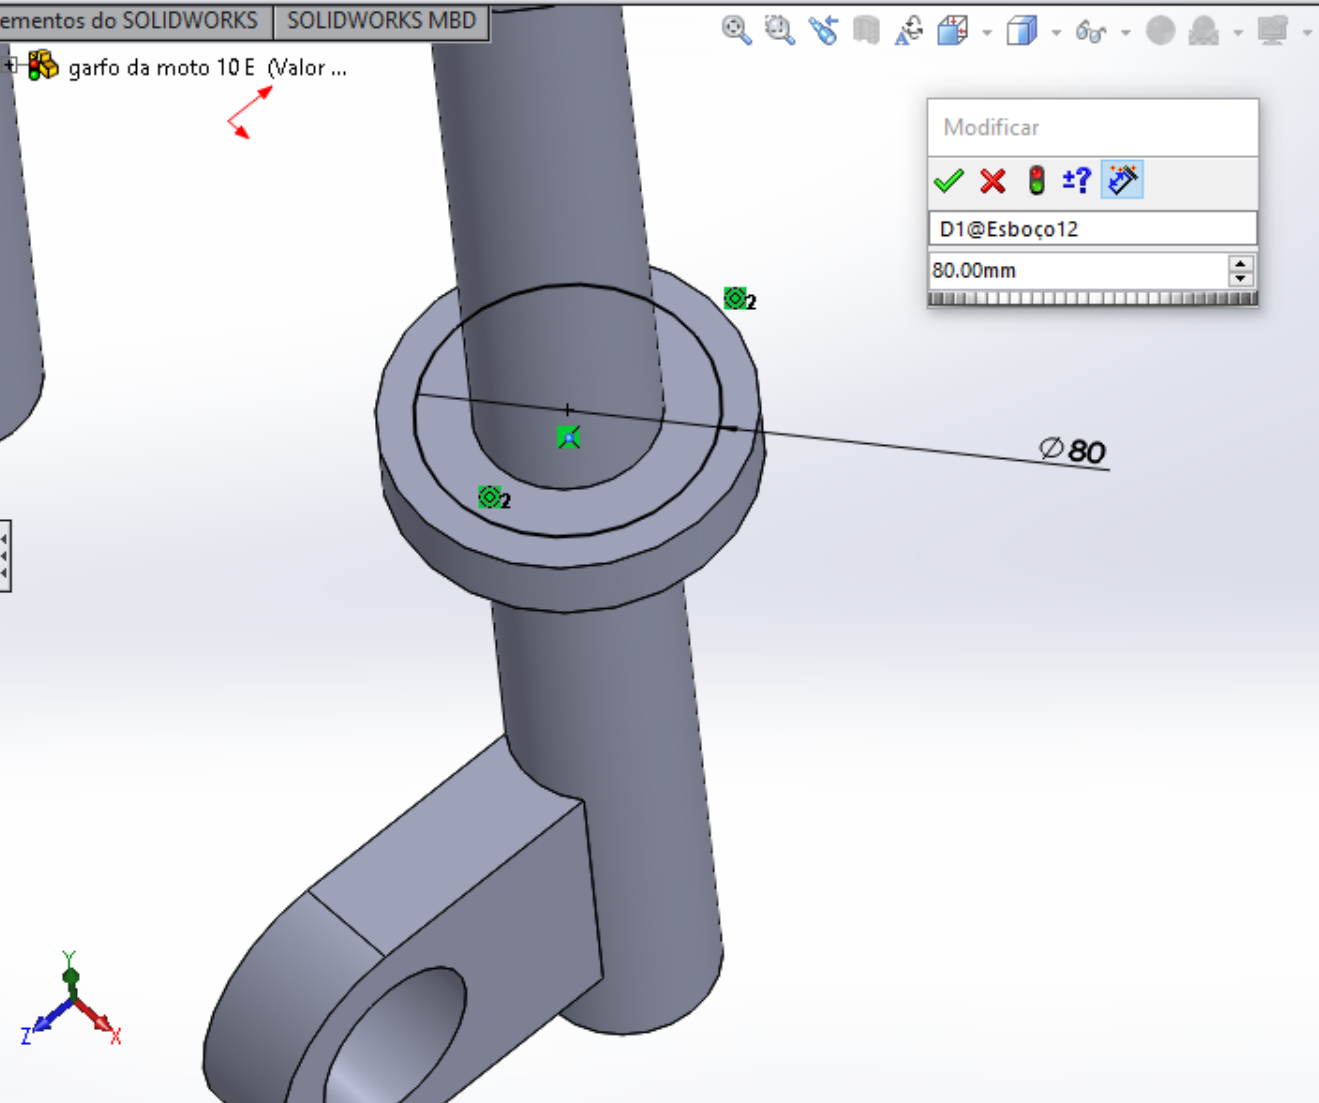 ementos do SOLIDWORKS
SOLIDWORKS MBD
garfo da moto 10 E (Valor ...
Modificar
±?
D1@Esboço12
80.00mm
2
Ø80
2
Y
Z
X